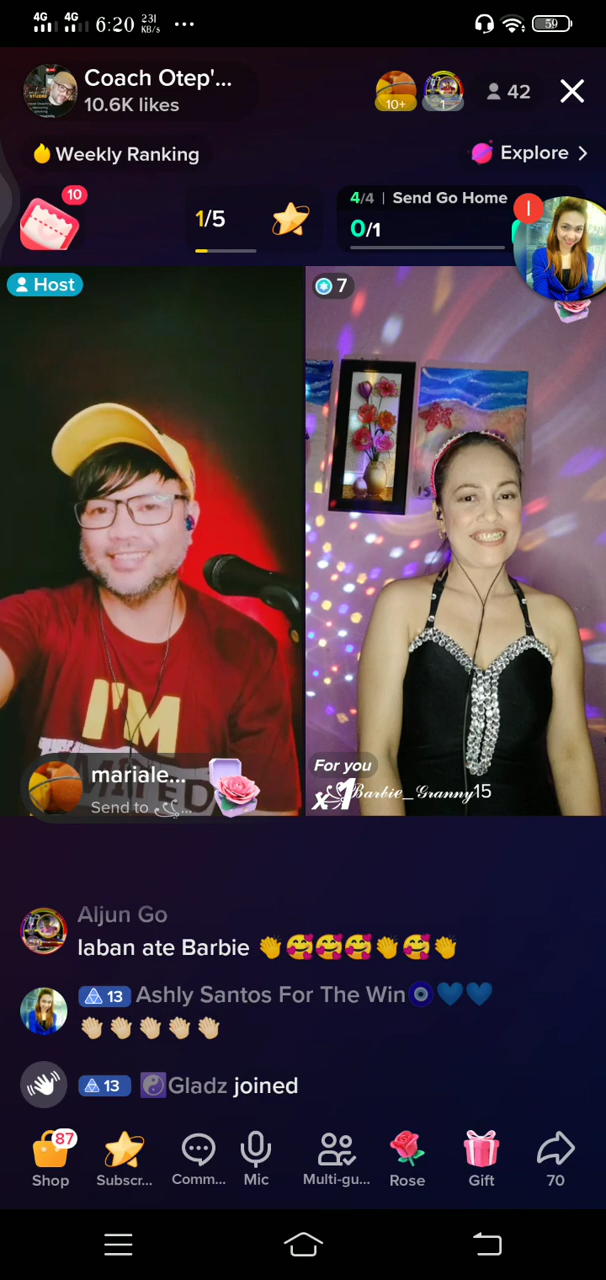 4G 4G 6:20 231 KB/s ... 59
Coach Otep'...
10.6K likes
10+
1
42
Weekly Ranking
Explore >
10
1/5
4/4 | Send Go Home
0/1
Host
7
I'M
LIMITED
mariale...
Send to ...
For you
x1
Barbie_Granny15
Aljun Go
laban ate Barbie 👏🥰🥰🥰👏🥰👏
13 Ashly Santos For The Win🧿💙💙
👏🏼👏🏼👏🏼👏🏼👏🏼
13 ☯️Gladz joined
87
Shop Subscr... Comm... Mic Multi-gu... Rose Gift 70